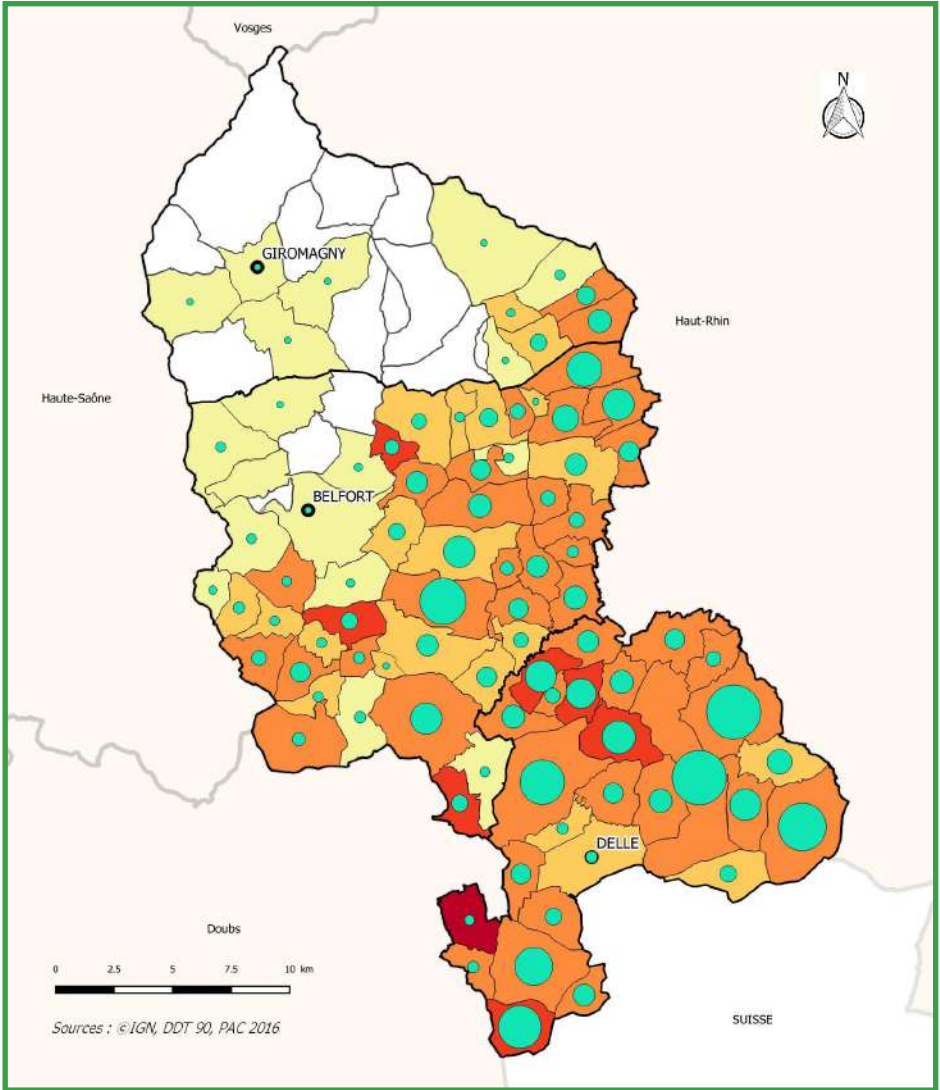 Vosges
N
GIROMAGNY
Haut-Rhin
Haute-Saône
BELFORT
DELLE
Doubs
0 2.5 5 7.5 10 km
Sources : ©IGN, DDT 90, PAC 2016
SUISSE